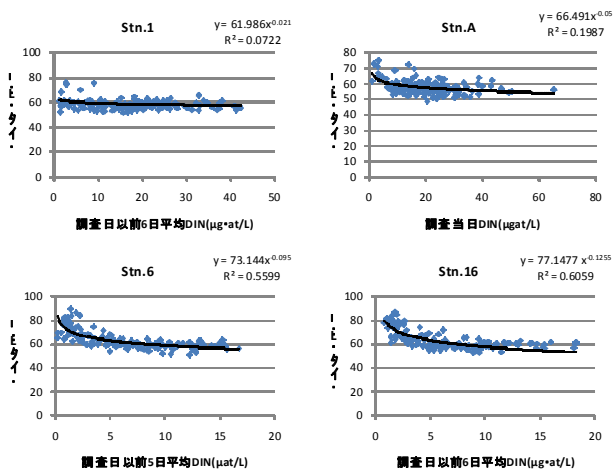 Stn.1
y = 61.986x^-0.021
R² = 0.0722
100
80
60
40
20
0
0 10 20 30 40 50
調査日以前6日平均DIN(μg•at/L)
Stn.A
y = 66.491x^-0.05
R² = 0.1987
80
70
60
50
40
30
20
10
0
0 20 40 60 80
調査当日DIN(μgat/L)
Stn.6
y = 73.144x^-0.095
R² = 0.5599
100
80
60
40
20
0
0 5 10 15 20
調査日以前5日平均DIN(μat/L)
Stn.16
y = 77.1477 x^-0.1255
R² = 0.6059
100
80
60
40
20
0
0 5 10 15 20
調査日以前6日平均DIN(μg•at/L)